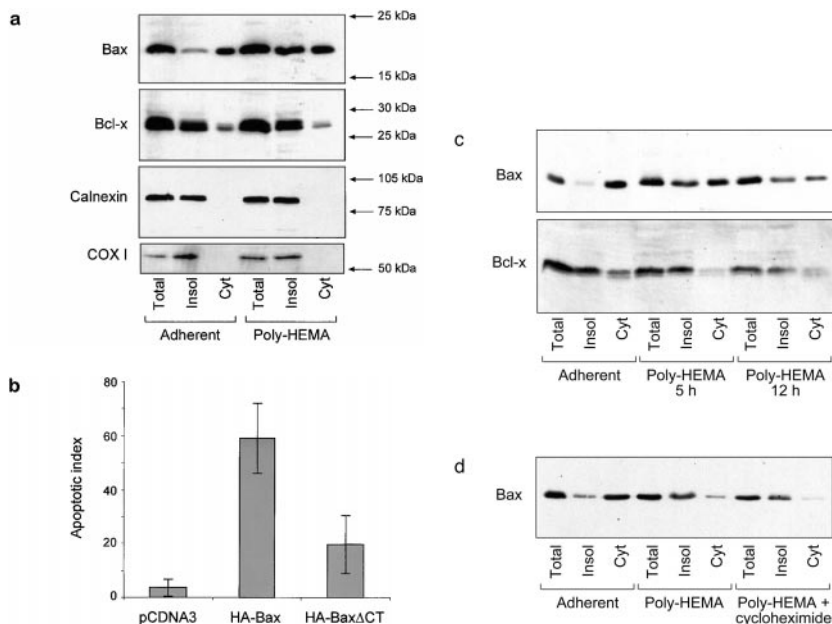 a
25 kDa
Bax
15 kDa
30 kDa
Bcl-x
25 kDa
105 kDa
Calnexin
75 kDa
COX I
50 kDa
Total Insol Cyt Total Insol Cyt
Adherent Poly-HEMA
b
80
60
40
20
0
Apoptotic index
pCDNA3 HA-Bax HA-BaxΔCT
c
Bax
Bcl-x
Total Insol Cyt Total Insol Cyt Total Insol Cyt
Adherent Poly-HEMA Poly-HEMA
5 h 12 h
d
Bax
Total Insol Cyt Total Insol Cyt Total Insol Cyt
Adherent Poly-HEMA Poly-HEMA +
cycloheximide